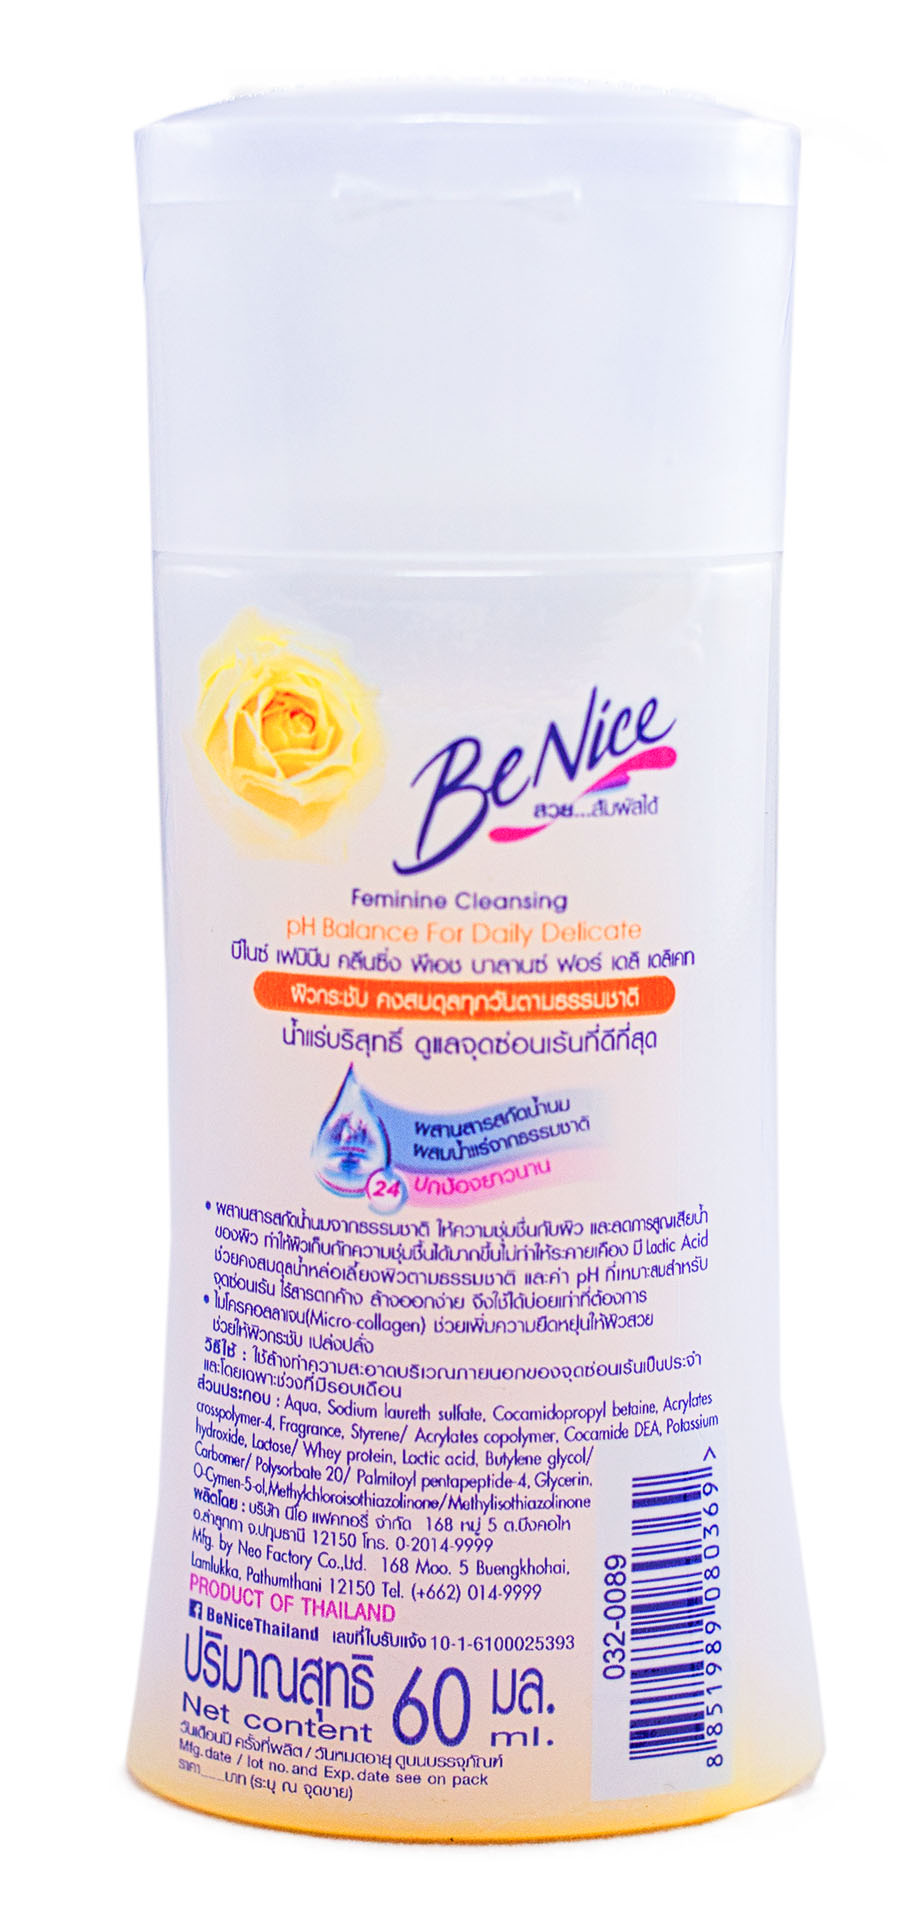 BeNice
สวย...สัมผัสได้
Feminine Cleansing
pH Balance For Daily Delicate
บีไนซ์ เฟมินีน คลีนซิ่ง พีเอช บาลานซ์ ฟอร์ เดลี เดลิเคท
ผิวกระชับ คงสมดุลทุกวันตามธรรมชาติ
น้ำแร่บริสุทธิ์ ดูแลจุดซ่อนเร้นที่ดีที่สุด
ผสานสารสกัดน้ำนม
ผสมน้ำแร่จากธรรมชาติ
24 ปกป้องยาวนาน
• ผสานสารสกัดน้ำนมจากธรรมชาติ ให้ความชุ่มชื่นกับผิว และลดการสูญเสียน้ำ
ของผิว ทำให้ผิวเก็บกักความชุ่มชื้นได้มากขึ้นไม่ทำให้ระคายเคือง มี Lactic Acid
ช่วยคงสมดุลน้ำหล่อเลี้ยงผิวตามธรรมชาติ และค่า pH ที่เหมาะสมสำหรับ
จุดซ่อนเร้น ไร้สารตกค้าง ล้างออกง่าย จึงใช้ได้บ่อยเท่าที่ต้องการ
• ไมโครคอลลาเจน(Micro-collagen) ช่วยเพิ่มความยืดหยุ่นให้ผิวสวย
ช่วยให้ผิวกระชับ เปล่งปลั่ง
วิธีใช้ : ใช้ล้างทำความสะอาดบริเวณภายนอกของจุดซ่อนเร้นเป็นประจำ
และโดยเฉพาะช่วงที่มีรอบเดือน
ส่วนประกอบ : Aqua, Sodium laureth sulfate, Cocamidopropyl betaine, Acrylates
crosspolymer-4, Fragrance, Styrene/ Acrylates copolymer, Cocamide DEA, Potassium
hydroxide, Lactose/ Whey protein, Lactic acid, Butylene glycol/
Carbomer/ Polysorbate 20/ Palmitoyl pentapeptide-4, Glycerin,
O-Cymen-5-ol,Methylchloroisothiazolinone/Methylisothiazolinone
ผลิตโดย : บริษัท นีโอ แฟคทอรี่ จำกัด 168 หมู่ 5 ต.บึงคอไห
อ.ลำลูกกา จ.ปทุมธานี 12150 โทร. 0-2014-9999
Mfg. by Neo Factory Co.,Ltd. 168 Moo. 5 Buengkhohai,
Lamlukka, Pathumthani 12150 Tel. (+662) 014-9999
PRODUCT OF THAILAND
BeNiceThailand เลขที่ใบรับแจ้ง 10-1-6100025393
ปริมาณสุทธิ 60 มล.
Net content ml.
วันเดือนปี ครั้งที่ผลิต / วันหมดอายุ ดูบนบรรจุภัณฑ์
Mfg.date / lot no. and Exp. date see on pack
ราคา___บาท (ระบุ ณ จุดขาย)
032-0089
8 851989 080369 >